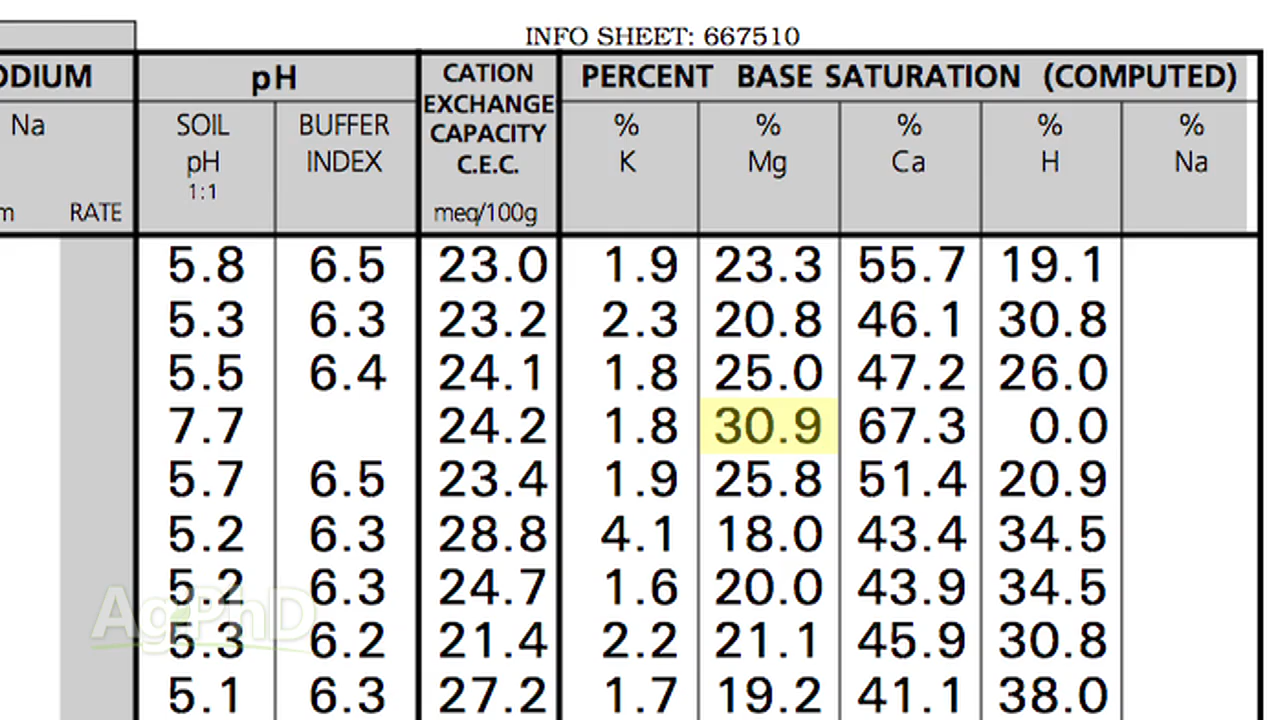 INFO SHEET: 667510
ODIUM pH CATION EXCHANGE CAPACITY C.E.C. PERCENT BASE SATURATION (COMPUTED)
Na SOIL pH 1:1 BUFFER INDEX % K % Mg % Ca % H % Na
m RATE meq/100g
5.8 6.5 23.0 1.9 23.3 55.7 19.1
5.3 6.3 23.2 2.3 20.8 46.1 30.8
5.5 6.4 24.1 1.8 25.0 47.2 26.0
7.7 24.2 1.8 30.9 67.3 0.0
5.7 6.5 23.4 1.9 25.8 51.4 20.9
5.2 6.3 28.8 4.1 18.0 43.4 34.5
5.2 6.3 24.7 1.6 20.0 43.9 34.5
AgPhD
5.3 6.2 21.4 2.2 21.1 45.9 30.8
5.1 6.3 27.2 1.7 19.2 41.1 38.0